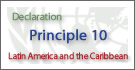 Declaration
Principle 10
Latin America and the Caribbean